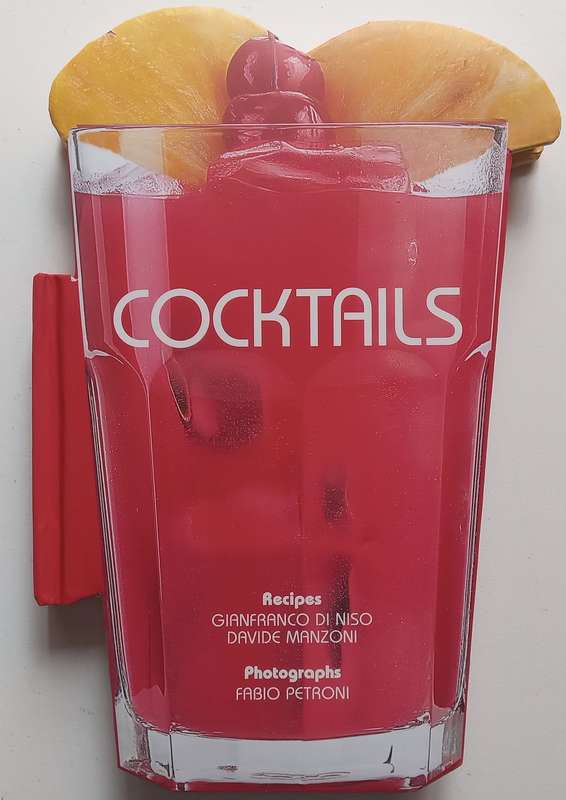 COCKTAILS
Recipes
GIANFRANCO DI NISO
DAVIDE MANZONI
Photographs
FABIO PETRONI